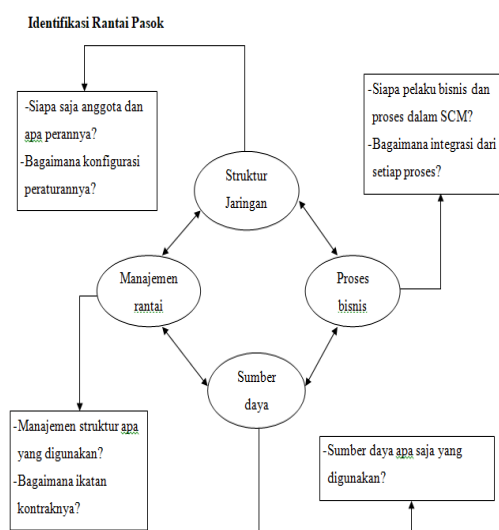 Identifikasi Rantai Pasok
-Siapa saja anggota dan
apa perannya?
-Bagaimana konfigurasi
peraturannya?
-Siapa pelaku bisnis dan
proses dalam SCM?
-Bagaimana integrasi dari
setiap proses?
Struktur
Jaringan
Manajemen
rantai
Proses
bisnis
Sumber
daya
-Manajemen struktur apa
yang digunakan?
-Bagaimana ikatan
kontraknya?
-Sumber daya apa saja yang
digunakan?